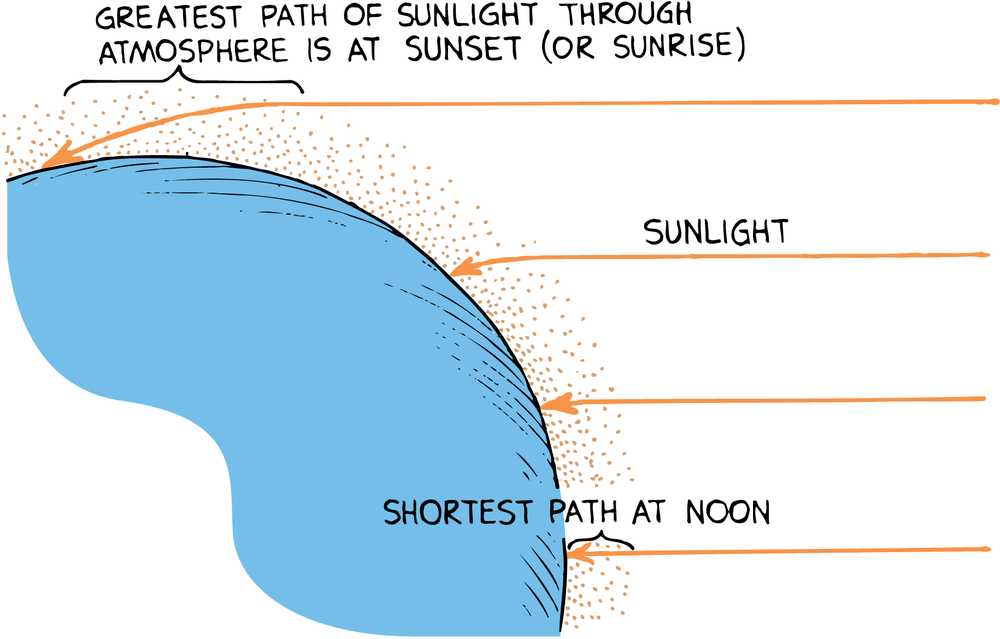 GREATEST PATH OF SUNLIGHT THROUGH
ATMOSPHERE IS AT SUNSET (OR SUNRISE)
SUNLIGHT
SHORTEST PATH AT NOON